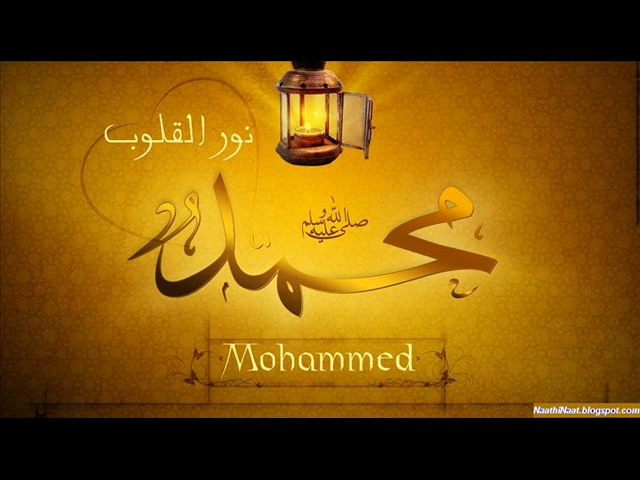 نور القلوب
محمد
صلى الله عليه وسلم
Mohammed
NaathiNaat.blogspot.com